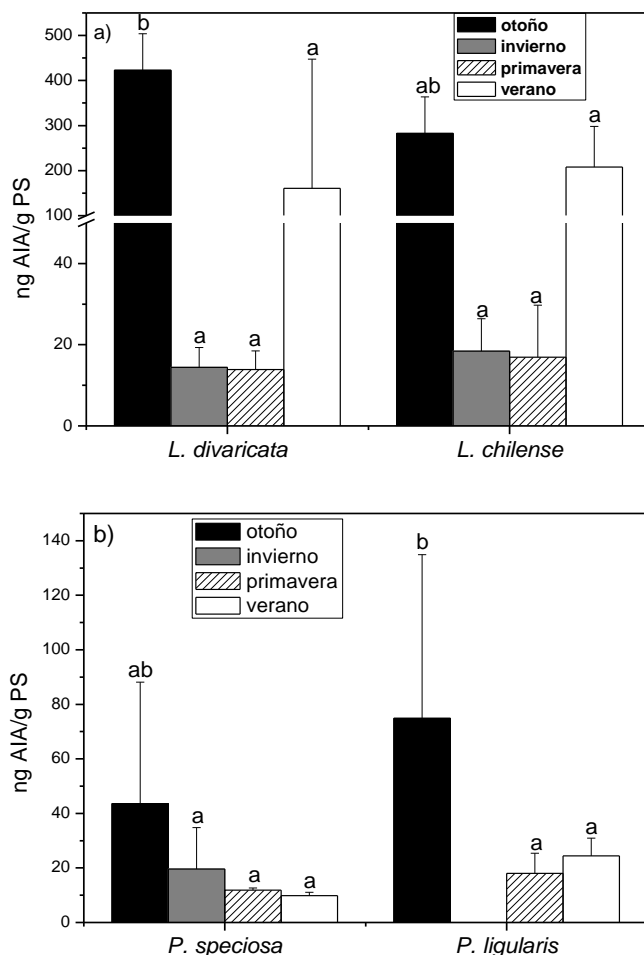 a)
otoño
invierno
primavera
verano
b
a
a
a
ab
a
a
a
500
400
300
200
100
40
20
0
ng AIA/g PS
L. divaricata
L. chilense
b)
otoño
invierno
primavera
verano
ab
a
a
a
b
a
a
140
120
100
80
60
40
20
0
ng AIA/g PS
P. speciosa
P. ligularis